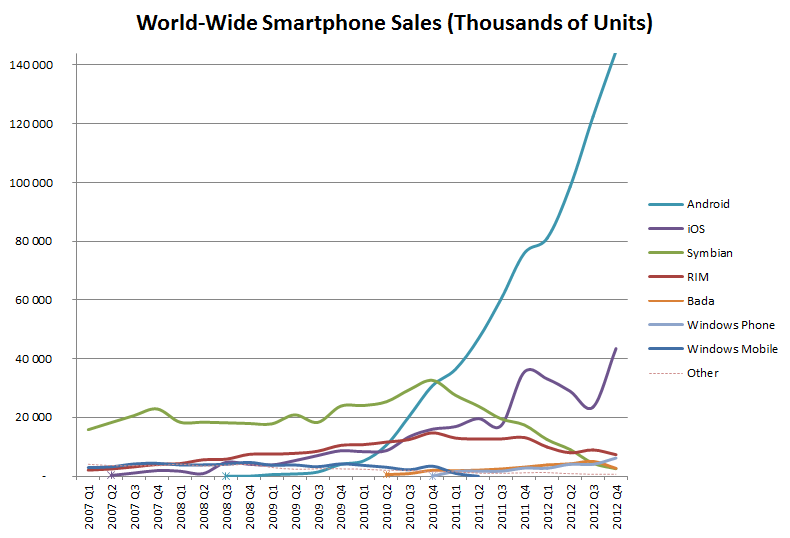 World-Wide Smartphone Sales (Thousands of Units)
140 000
120 000
100 000
80 000
60 000
40 000
20 000
-
2007 Q1
2007 Q2
2007 Q3
2007 Q4
2008 Q1
2008 Q2
2008 Q3
2008 Q4
2009 Q1
2009 Q2
2009 Q3
2009 Q4
2010 Q1
2010 Q2
2010 Q3
2010 Q4
2011 Q1
2011 Q2
2011 Q3
2011 Q4
2012 Q1
2012 Q2
2012 Q3
2012 Q4
Android
iOS
Symbian
RIM
Bada
Windows Phone
Windows Mobile
Other